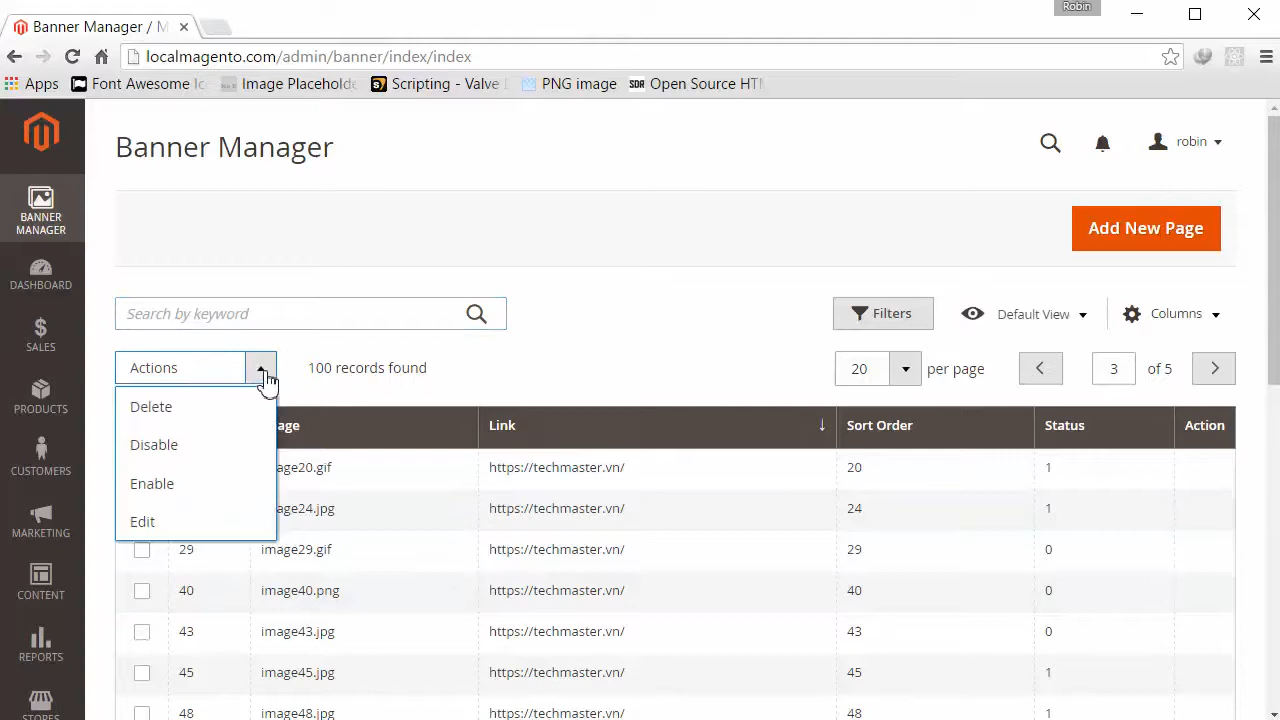 Robin
Banner Manager / M
localmagento.com/admin/banner/index/index
Apps Font Awesome Ic Image Placeholde Scripting - Valve PNG image SDR Open Source HTM
Banner Manager
robin
BANNER
MANAGER
Add New Page
DASHBOARD
Search by keyword Filters Default View Columns
SALES
Actions 100 records found 20 per page 3 of 5
PRODUCTS
Delete
age Link ↓ Sort Order Status Action
Disable
CUSTOMERS
age20.gif https://techmaster.vn/ 20 1
Enable
age24.jpg https://techmaster.vn/ 24 1
MARKETING
Edit
29 image29.gif https://techmaster.vn/ 29 0
CONTENT
40 image40.png https://techmaster.vn/ 40 0
43 image43.jpg https://techmaster.vn/ 43 0
REPORTS
45 image45.jpg https://techmaster.vn/ 45 1
48 image48.jpg https://techmaster.vn/ 48 1
STORES